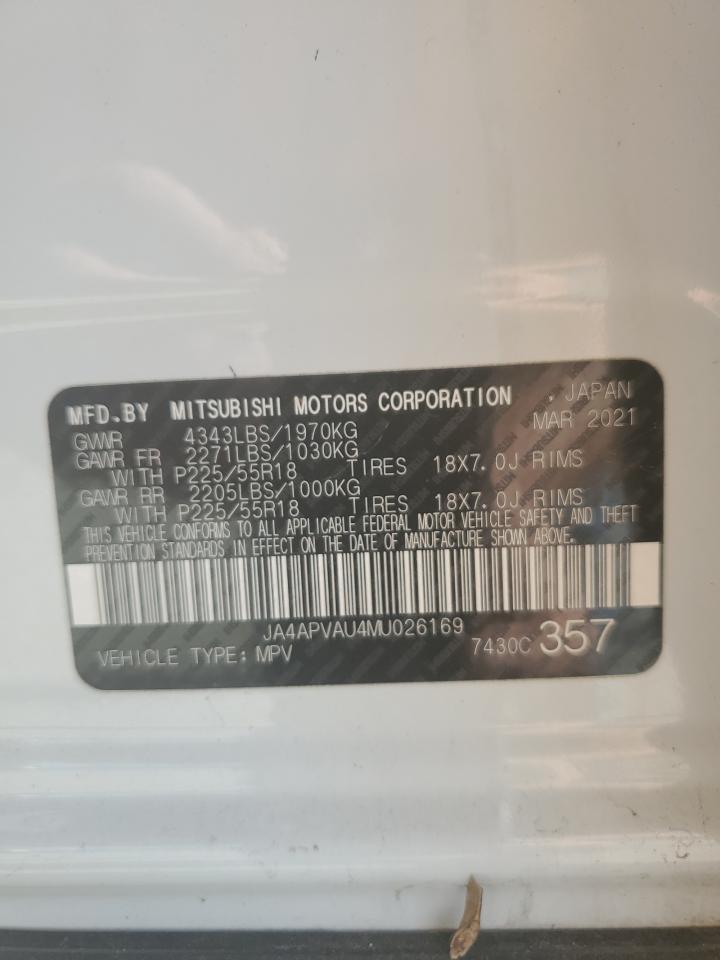 MFD.BY MITSUBISHI MOTORS CORPORATION JAPAN
MAR 2021
GVWR 4343LBS/1970KG
GAWR FR 2271LBS/1030KG
WITH P225/55R18 TIRES 18X7.0J RIMS
GAWR RR 2205LBS/1000KG
WITH P225/55R18 TIRES 18X7.0J RIMS
THIS VEHICLE CONFORMS TO ALL APPLICABLE FEDERAL MOTOR VEHICLE SAFETY AND THEFT
PREVENTION STANDARDS IN EFFECT ON THE DATE OF MANUFACTURE SHOWN ABOVE.
JA4APVAU4MU026169
VEHICLE TYPE: MPV 7430C 357